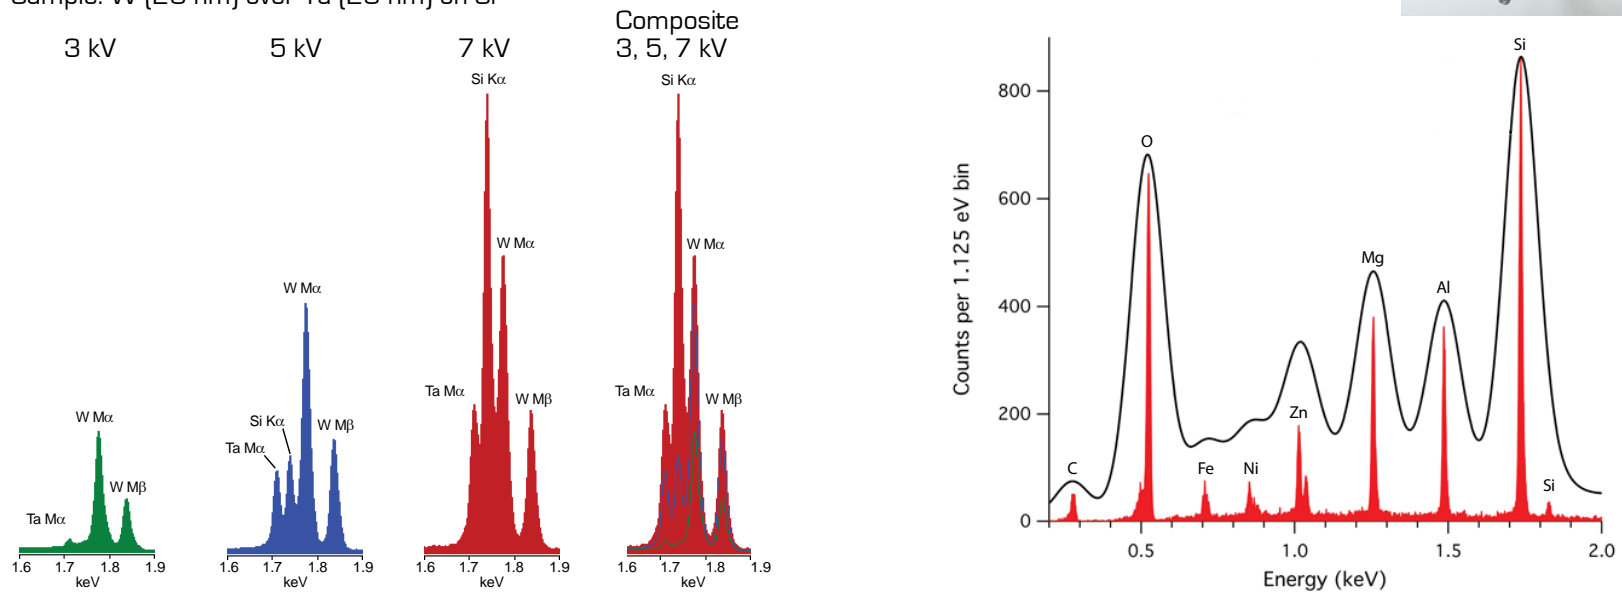 3 kV
5 kV
7 kV
Composite
3, 5, 7 kV
Ta Mα
W Mα
W Mβ
1.6 1.7 1.8 1.9
keV
Ta Mα
Si Kα
W Mα
W Mβ
1.6 1.7 1.8 1.9
keV
Ta Mα
Si Kα
W Mα
W Mβ
1.6 1.7 1.8 1.9
keV
Ta Mα
Si Kα
W Mα
W Mβ
1.6 1.7 1.8 1.9
keV
Counts per 1.125 eV bin
800
600
400
200
0
C
O
Fe
Ni
Zn
Mg
Al
Si
Si
0.5 1.0 1.5 2.0
Energy (keV)